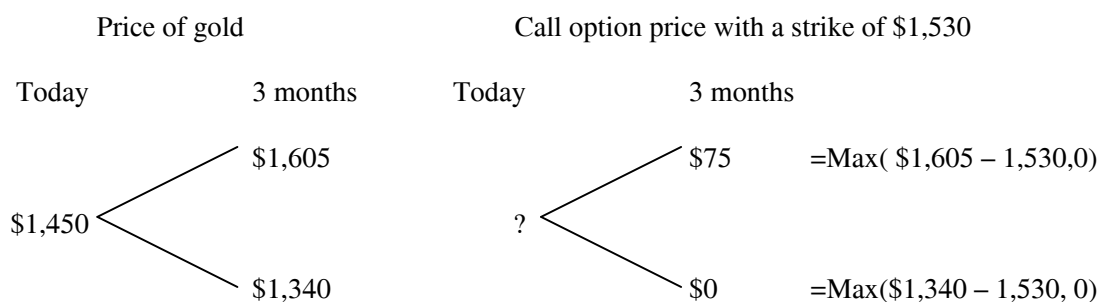 Price of gold Call option price with a strike of $1,530
Today 3 months Today 3 months
$1,605 $75 =Max( $1,605 – 1,530,0)
$1,450 ?
$1,340 $0 =Max($1,340 – 1,530, 0)